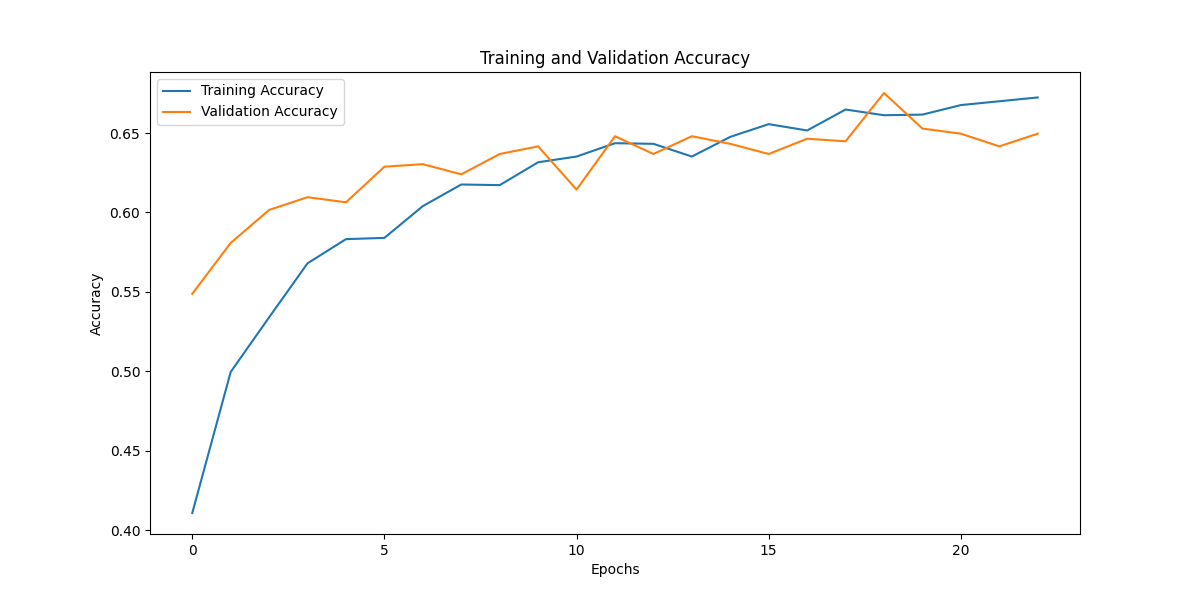 Training and Validation Accuracy
Training Accuracy
Validation Accuracy
Accuracy
0.65
0.60
0.55
0.50
0.45
0.40
0 5 10 15 20
Epochs